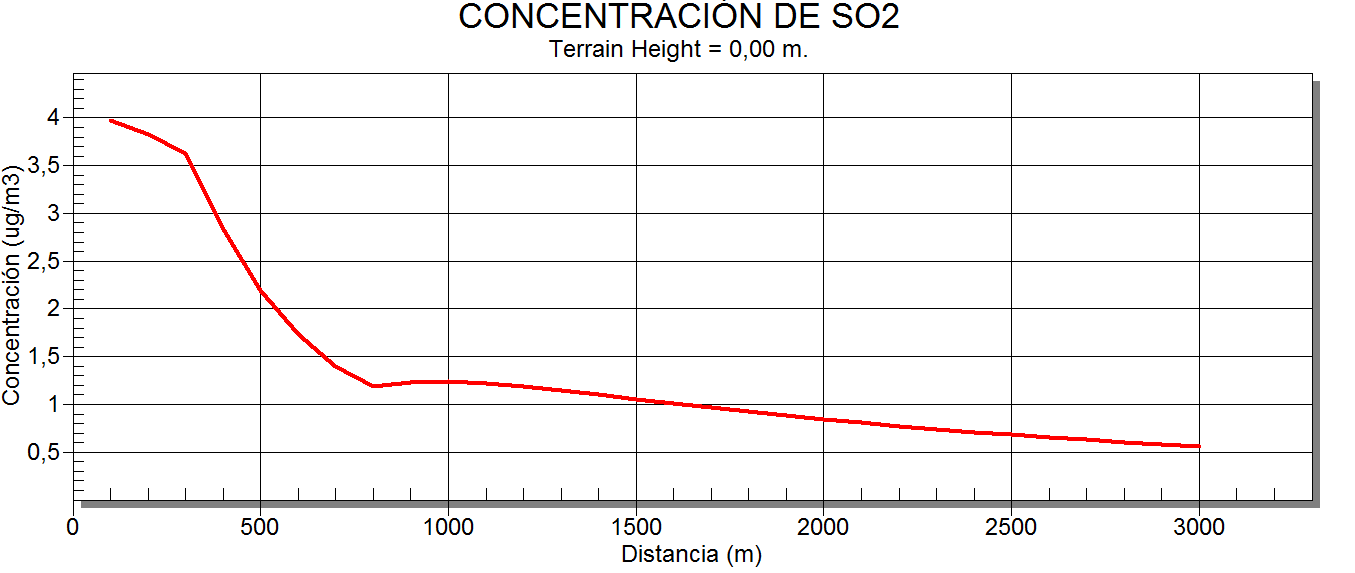 CONCENTRACIÓN DE SO2
Terrain Height = 0,00 m.
Concentración (ug/m3)
4
3,5
3
2,5
2
1,5
1
0,5
0 500 1000 1500 2000 2500 3000
Distancia (m)